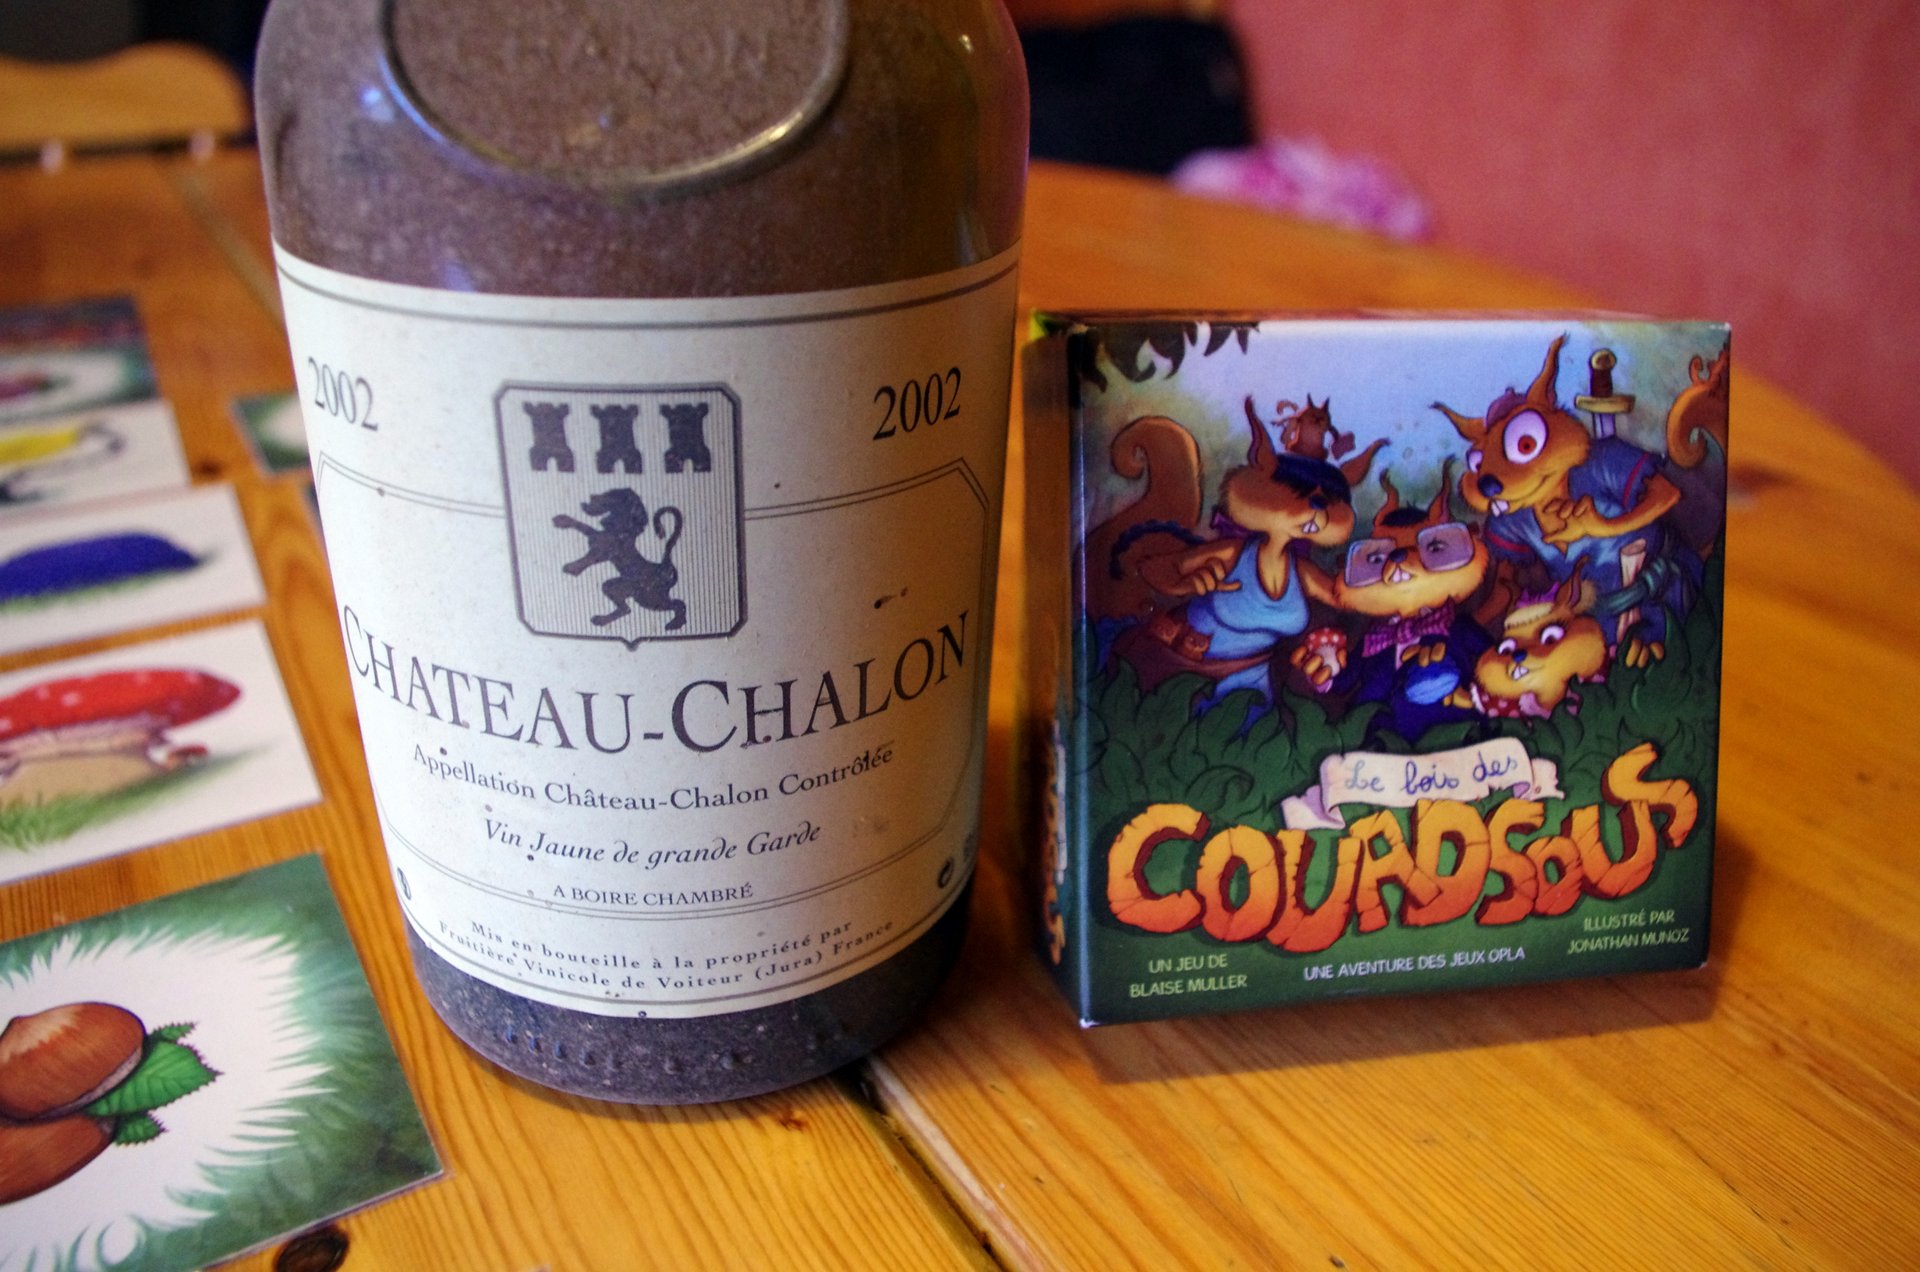 CHALON
2002
2002
CHATEAU-CHALON
Appellation Château-Chalon Contrôlée
Vin Jaune de grande Garde
A BOIRE CHAMBRÉ
Mis en bouteille à la propriété par
Fruitière Vinicole de Voiteur (Jura) France
Le bois des
COUADSOUS
UN JEU DE
BLAISE MULLER
UNE AVENTURE DES JEUX OPLA
ILLUSTRÉ PAR
JONATHAN MUNOZ